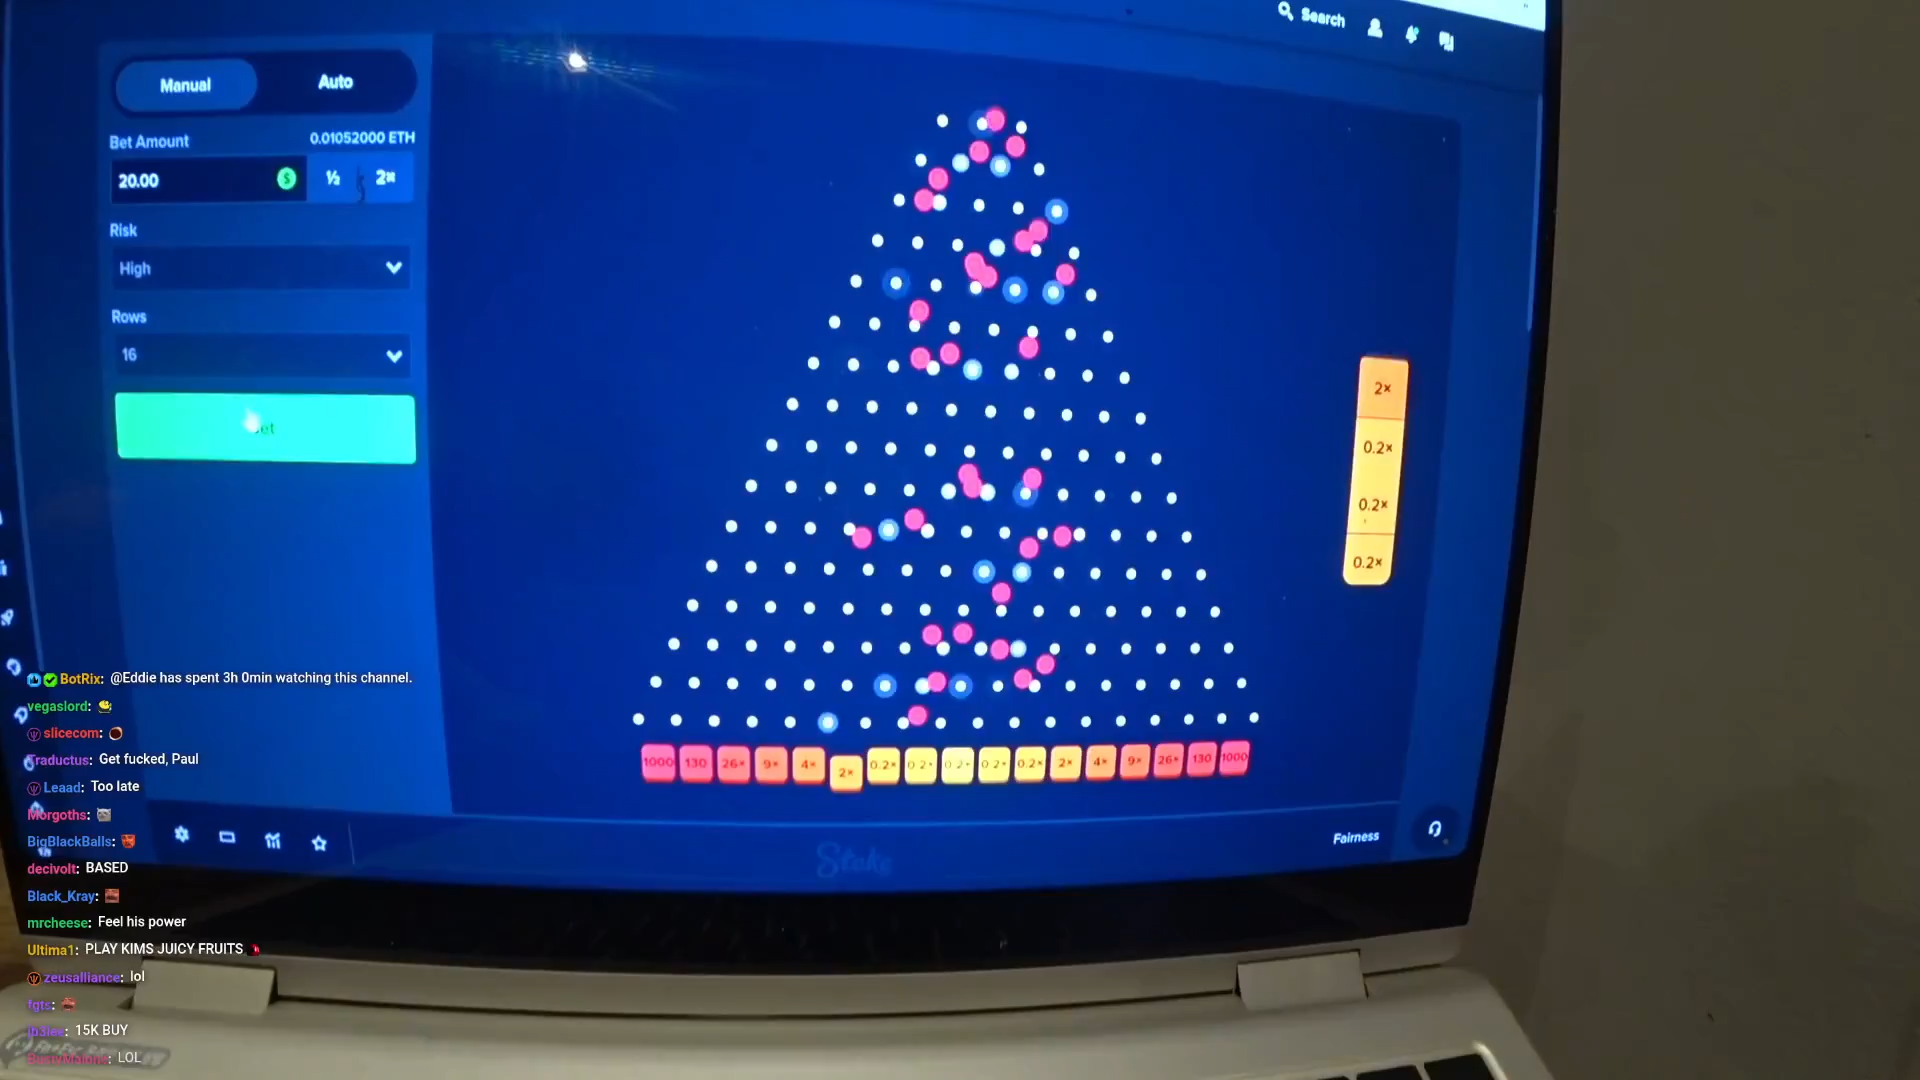 Search
Manual Auto
Bet Amount 0.01052000 ETH
20.00 $ ½ 2×
Risk
High
Rows
16
2×
0.2×
0.2×
0.2×
1000 130 26× 9× 4× 2× 0.2× 0.2× 0.2× 0.2× 0.2× 2× 4× 9× 26× 130 1000
Fairness
Stake
BotRix: @Eddie has spent 3h 0min watching this channel.
vegaslord:
slicecom:
Traductus: Get fucked, Paul
Leaad: Too late
Morgoths:
BigBlackBalls:
decivolt: BASED
Black_Kray:
mrcheese: Feel his power
Ultima1: PLAY KIMS JUICY FRUITS
zeusalliance: lol
fgts:
15K BUY
LOL